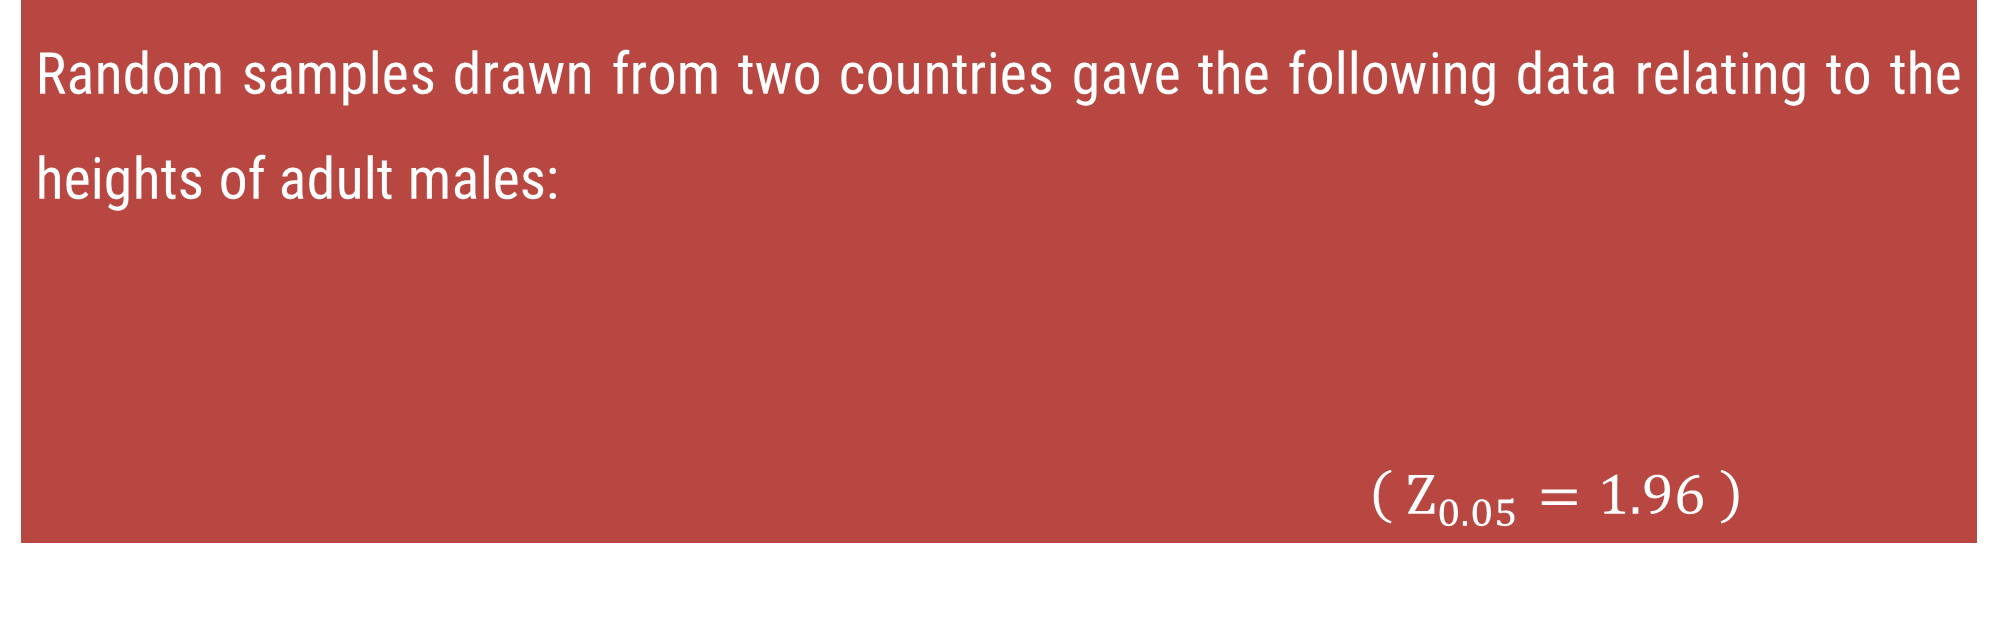 Random samples drawn from two countries gave the following data relating to the
heights of adult males:
( Z₀.₀₅ = 1.96 )